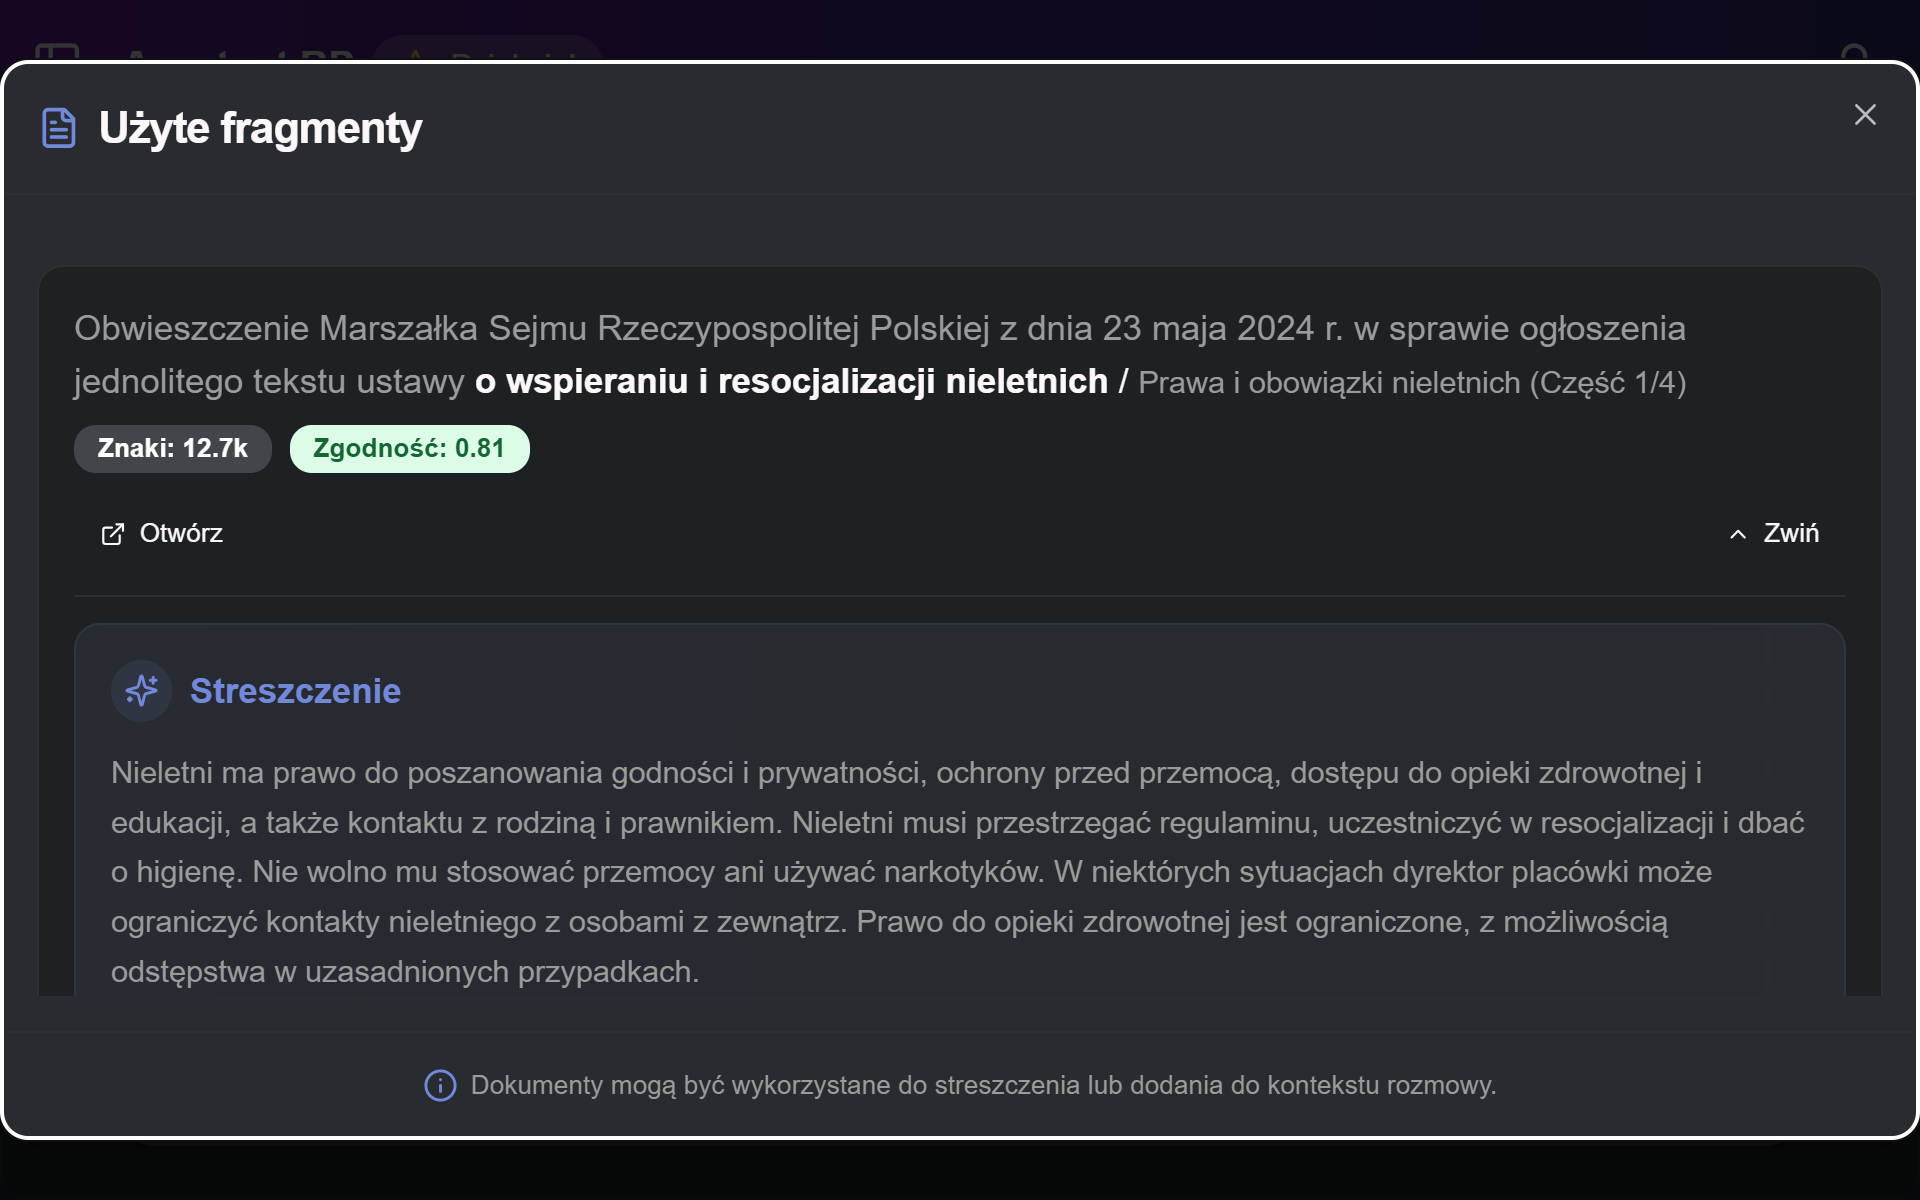 Użyte fragmenty
Obwieszczenie Marszałka Sejmu Rzeczypospolitej Polskiej z dnia 23 maja 2024 r. w sprawie ogłoszenia
jednolitego tekstu ustawy o wspieraniu i resocjalizacji nieletnich / Prawa i obowiązki nieletnich (Część 1/4)
Znaki: 12.7k Zgodność: 0.81
Otwórz Zwiń
Streszczenie
Nieletni ma prawo do poszanowania godności i prywatności, ochrony przed przemocą, dostępu do opieki zdrowotnej i
edukacji, a także kontaktu z rodziną i prawnikiem. Nieletni musi przestrzegać regulaminu, uczestniczyć w resocjalizacji i dbać
o higienę. Nie wolno mu stosować przemocy ani używać narkotyków. W niektórych sytuacjach dyrektor placówki może
ograniczyć kontakty nieletniego z osobami z zewnątrz. Prawo do opieki zdrowotnej jest ograniczone, z możliwością
odstępstwa w uzasadnionych przypadkach.
Dokumenty mogą być wykorzystane do streszczenia lub dodania do kontekstu rozmowy.